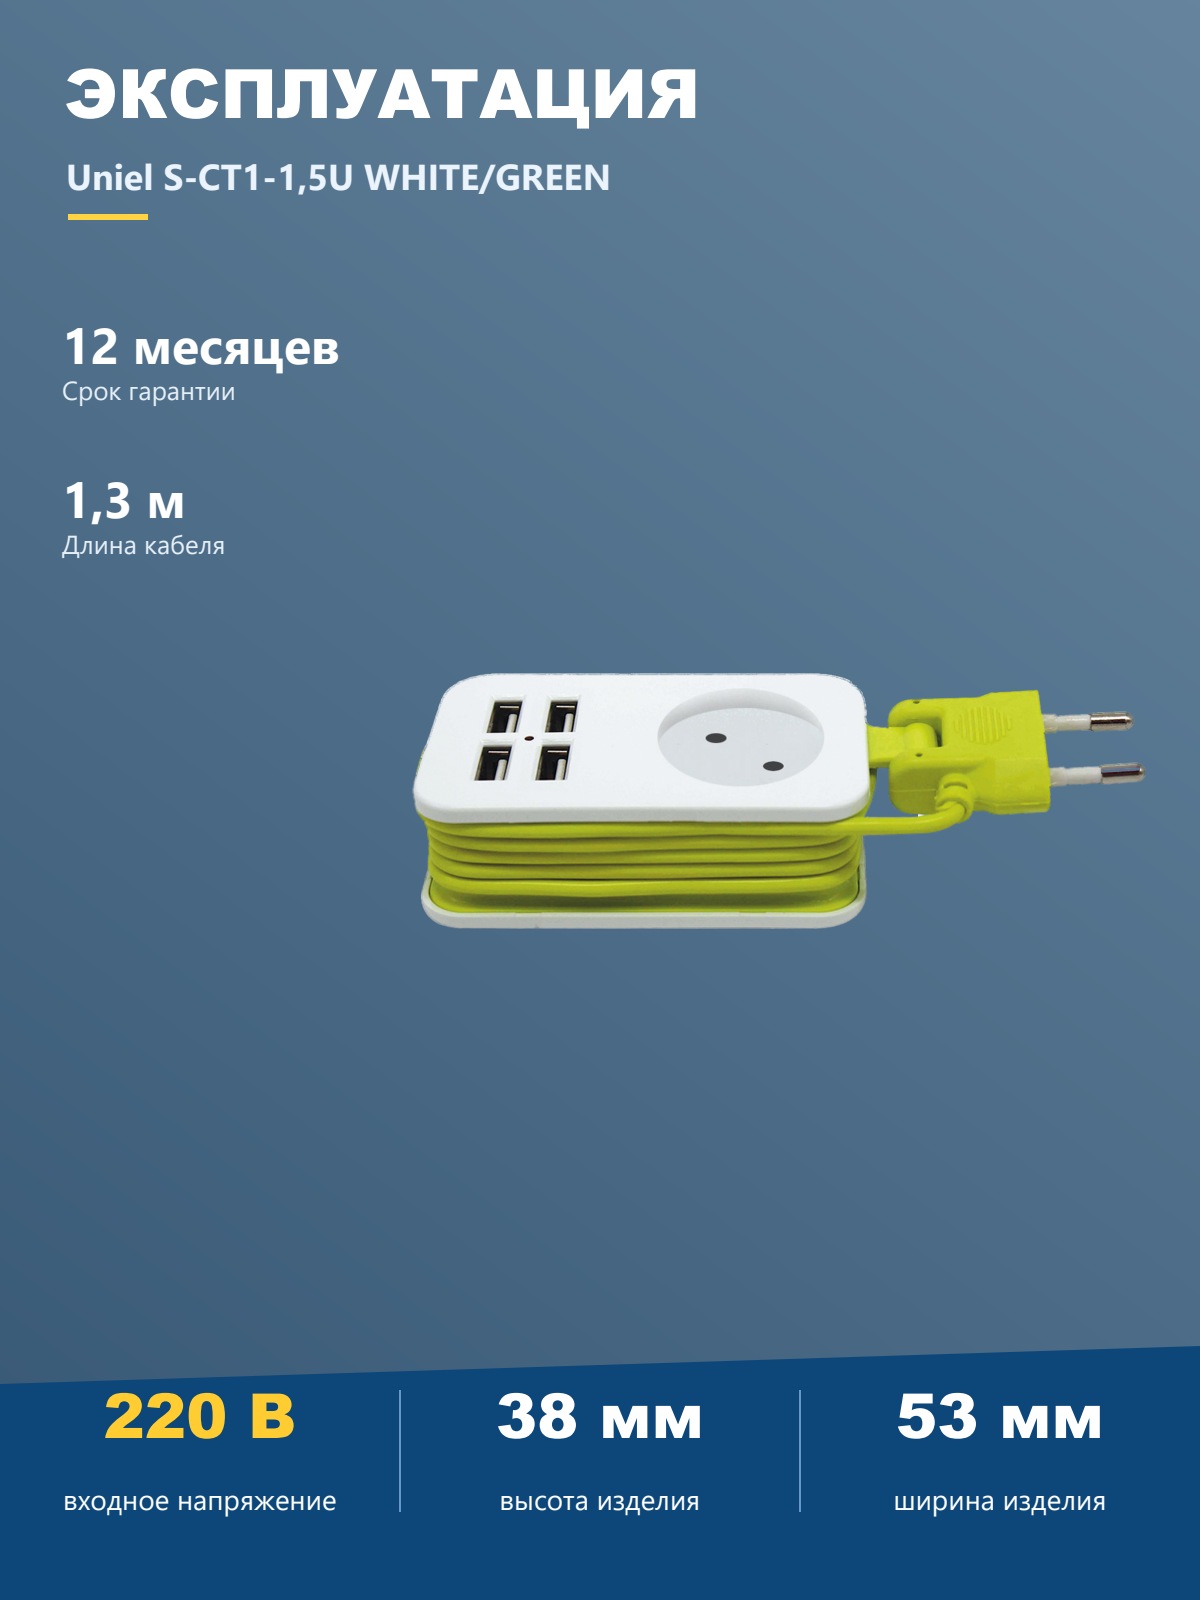 ЭКСПЛУАТАЦИЯ
Uniel S-CT1-1,5U WHITE/GREEN
12 месяцев
Срок гарантии
1,3 м
Длина кабеля
220 В
входное напряжение
38 мм
высота изделия
53 мм
ширина изделия